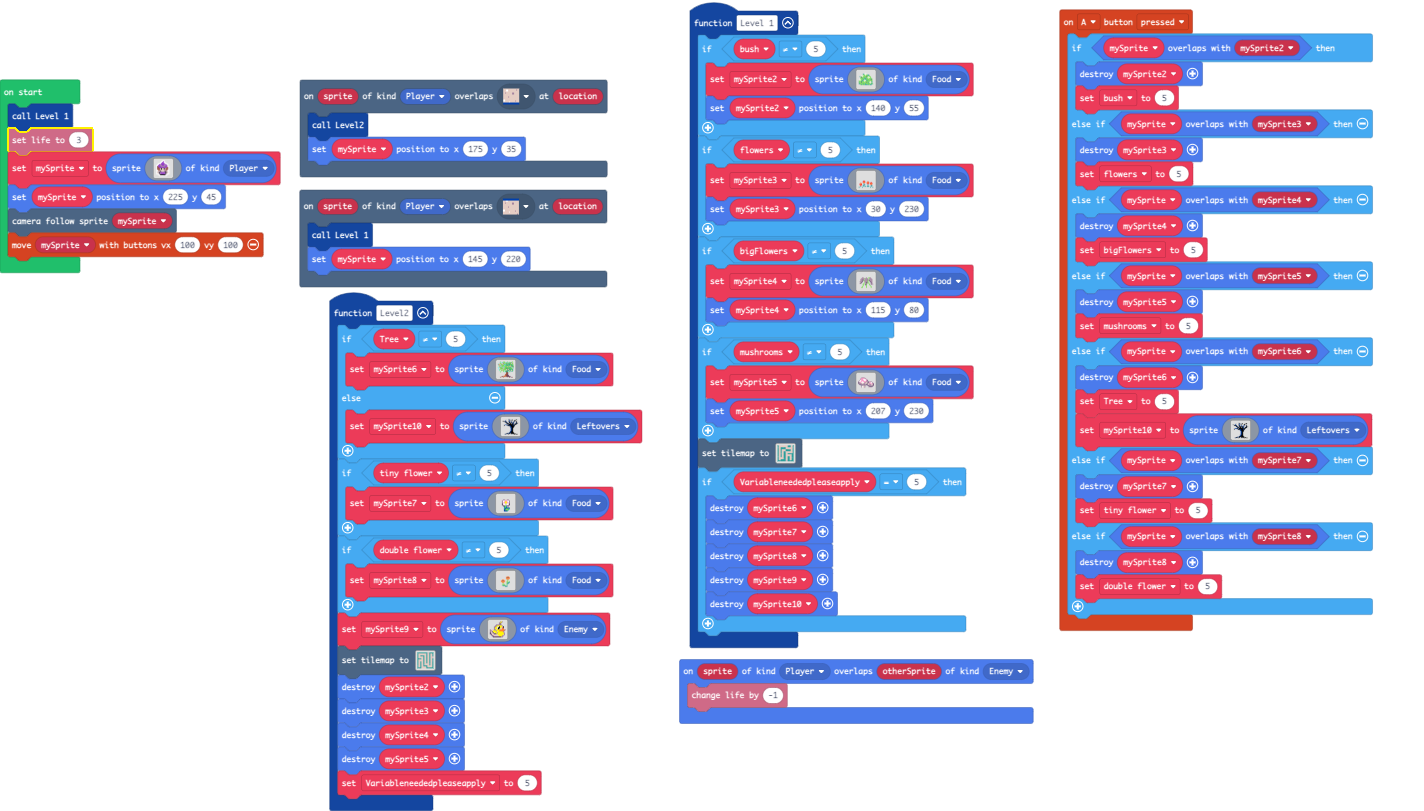 on start
call Level 1
set life to 3
set mySprite to sprite of kind Player
set mySprite position to x 225 y 45
camera follow sprite mySprite
move mySprite with buttons vx 100 vy 100
on sprite of kind Player overlaps at location
call Level2
set mySprite position to x 175 y 35
on sprite of kind Player overlaps at location
call Level 1
set mySprite position to x 145 y 220
function Level2
if Tree ≠ 5 then
set mySprite6 to sprite of kind Food
else
set mySprite10 to sprite of kind Leftovers
if tiny flower ≠ 5 then
set mySprite7 to sprite of kind Food
if double flower ≠ 5 then
set mySprite8 to sprite of kind Food
set mySprite9 to sprite of kind Enemy
set tilemap to
destroy mySprite2
destroy mySprite3
destroy mySprite4
destroy mySprite5
set Variableneededpleaseapply to 5
function Level 1
if bush ≠ 5 then
set mySprite2 to sprite of kind Food
set mySprite2 position to x 140 y 55
if flowers ≠ 5 then
set mySprite3 to sprite of kind Food
set mySprite3 position to x 30 y 230
if bigFlowers ≠ 5 then
set mySprite4 to sprite of kind Food
set mySprite4 position to x 115 y 80
if mushrooms ≠ 5 then
set mySprite5 to sprite of kind Food
set mySprite5 position to x 207 y 230
set tilemap to
if Variableneededpleaseapply = 5 then
destroy mySprite6
destroy mySprite7
destroy mySprite8
destroy mySprite9
destroy mySprite10
on sprite of kind Player overlaps otherSprite of kind Enemy
change life by -1
on A button pressed
if mySprite overlaps with mySprite2 then
destroy mySprite2
set bush to 5
else if mySprite overlaps with mySprite3 then
destroy mySprite3
set flowers to 5
else if mySprite overlaps with mySprite4 then
destroy mySprite4
set bigFlowers to 5
else if mySprite overlaps with mySprite5 then
destroy mySprite5
set mushrooms to 5
else if mySprite overlaps with mySprite6 then
destroy mySprite6
set Tree to 5
set mySprite10 to sprite of kind Leftovers
else if mySprite overlaps with mySprite7 then
destroy mySprite7
set tiny flower to 5
else if mySprite overlaps with mySprite8 then
destroy mySprite8
set double flower to 5